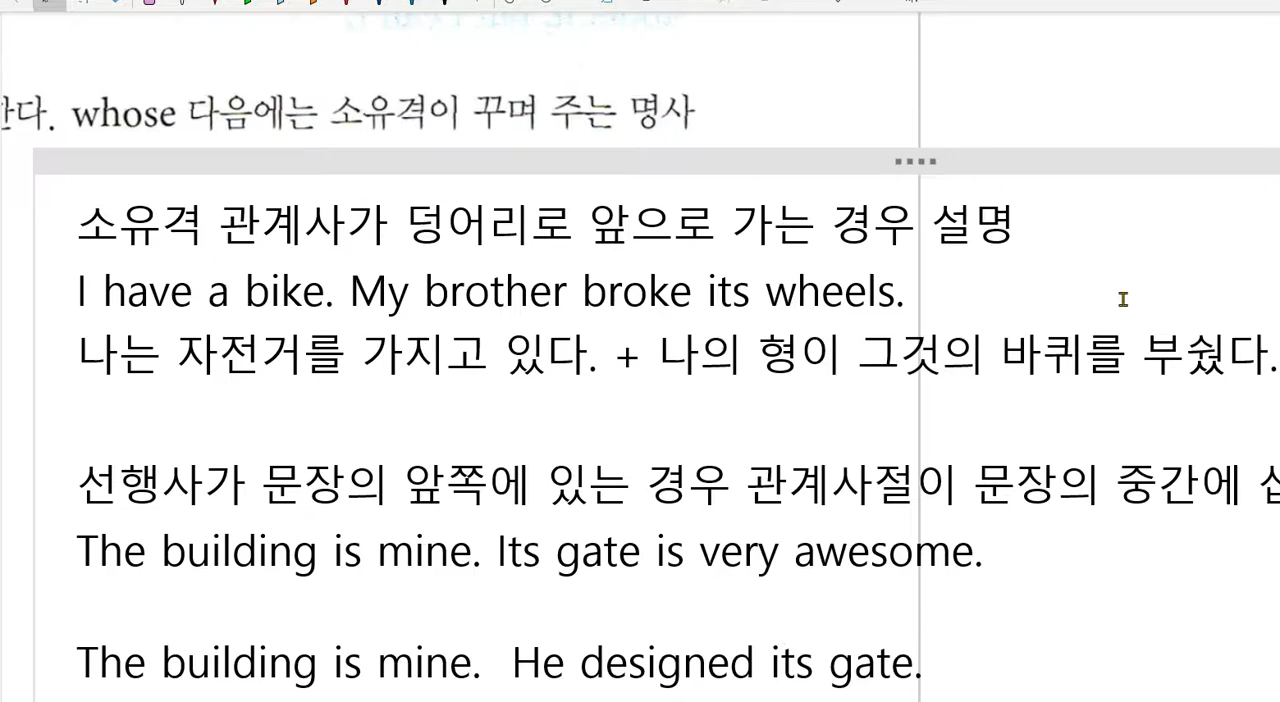 whose 다음에는 소유격이 꾸며 주는 명사
소유격 관계사가 덩어리로 앞으로 가는 경우 설명
I have a bike. My brother broke its wheels.
나는 자전거를 가지고 있다. + 나의 형이 그것의 바퀴를 부쉈다.
선행사가 문장의 앞쪽에 있는 경우 관계사절이 문장의 중간에
The building is mine. Its gate is very awesome.
The building is mine. He designed its gate.